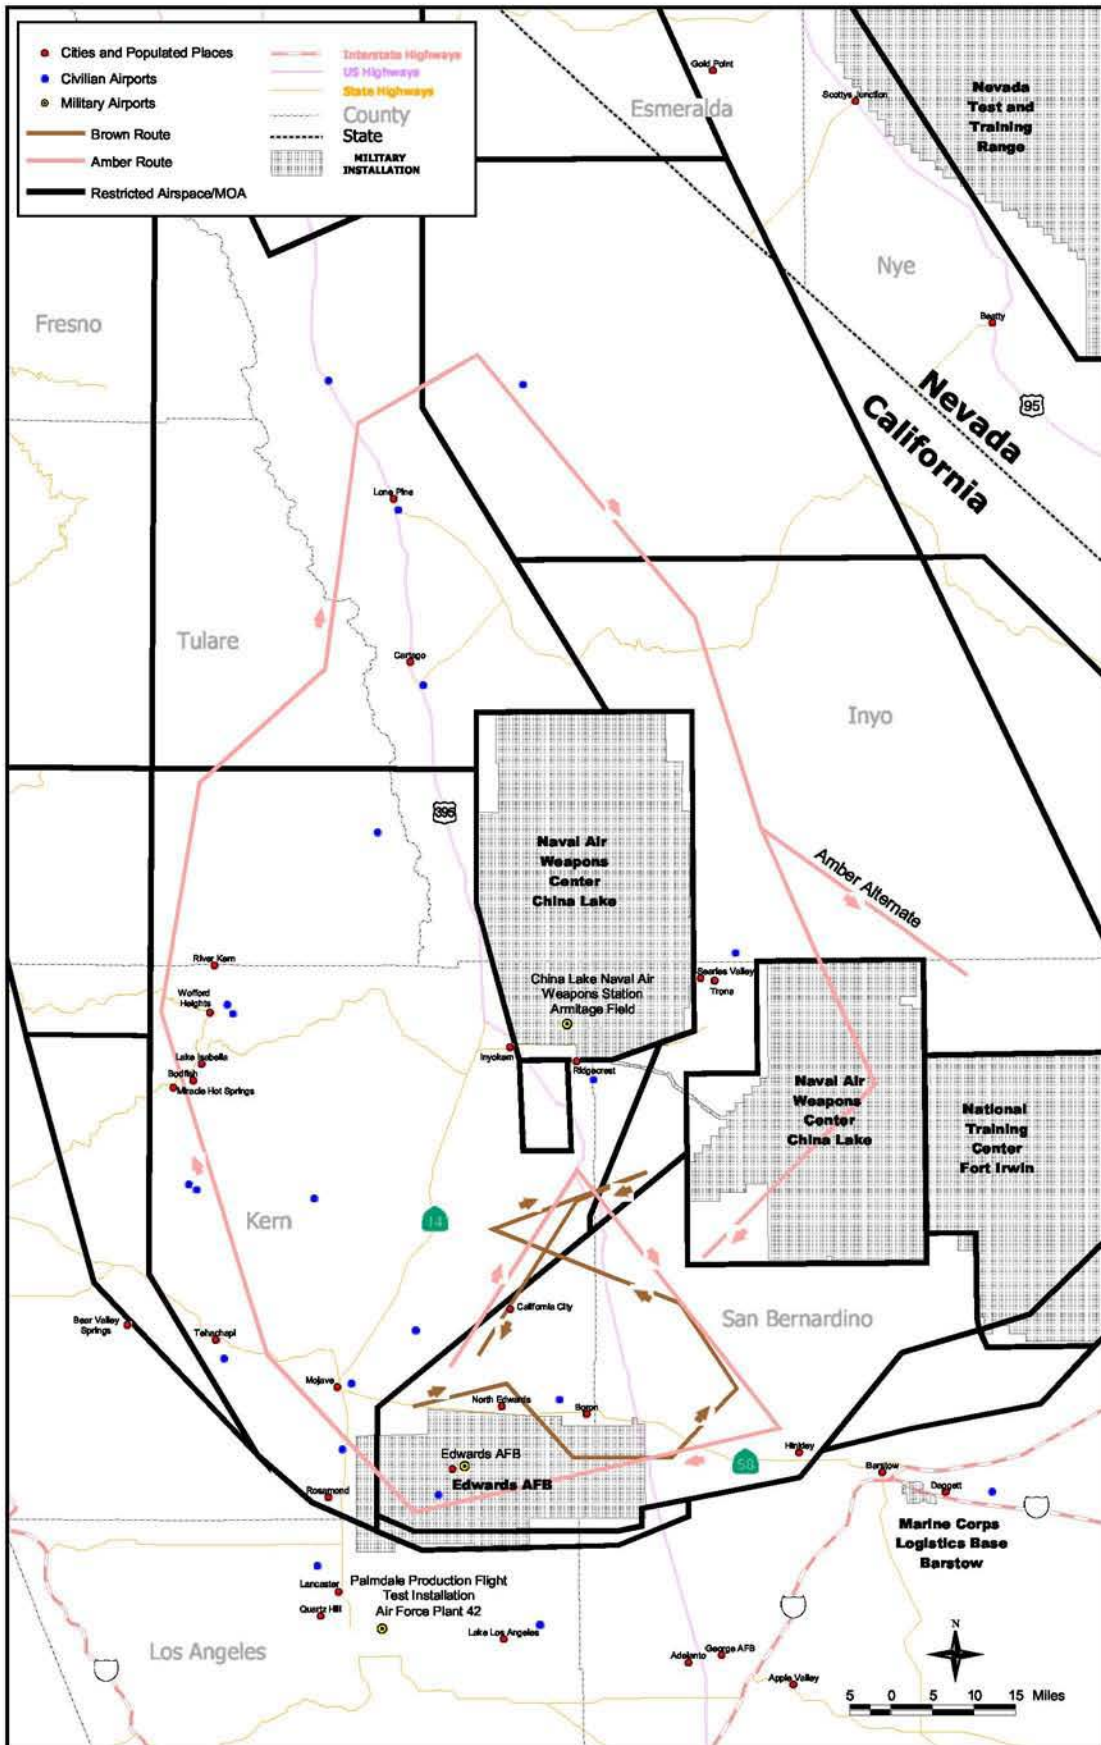 Cities and Populated Places
Civilian Airports
Military Airports
Brown Route
Amber Route
Restricted Airspace/MOA
Interstate Highways
US Highways
State Highways
County
State
MILITARY
INSTALLATION
Gold Point
Esmeralda
Scottys Junction
Nevada
Test and
Training
Range
Nye
Fresno
Beatty
95
Nevada
California
Lone Pine
Tulare
Cartago
Inyo
395
Naval Air
Weapons
Center
China Lake
Amber Alternate
River Kern
Searles Valley
Trona
China Lake Naval Air
Weapons Station
Armitage Field
Wofford
Heights
Inyokern
Ridgecrest
Lake Isabella
Bodfish
Miracle Hot Springs
Naval Air
Weapons
Center
China Lake
National
Training
Center
Fort Irwin
Kern
14
California City
San Bernardino
Bear Valley
Springs
Tehachapi
Mojave
North Edwards
Boron
Edwards AFB
Edwards AFB
58
Hinkley
Barstow
Daggett
Rosamond
Marine Corps
Logistics Base
Barstow
Lancaster
Quartz Hill
Palmdale Production Flight
Test Installation
Air Force Plant 42
Lake Los Angeles
Los Angeles
Adelanto
George AFB
Apple Valley
N
5 0 5 10 15 Miles